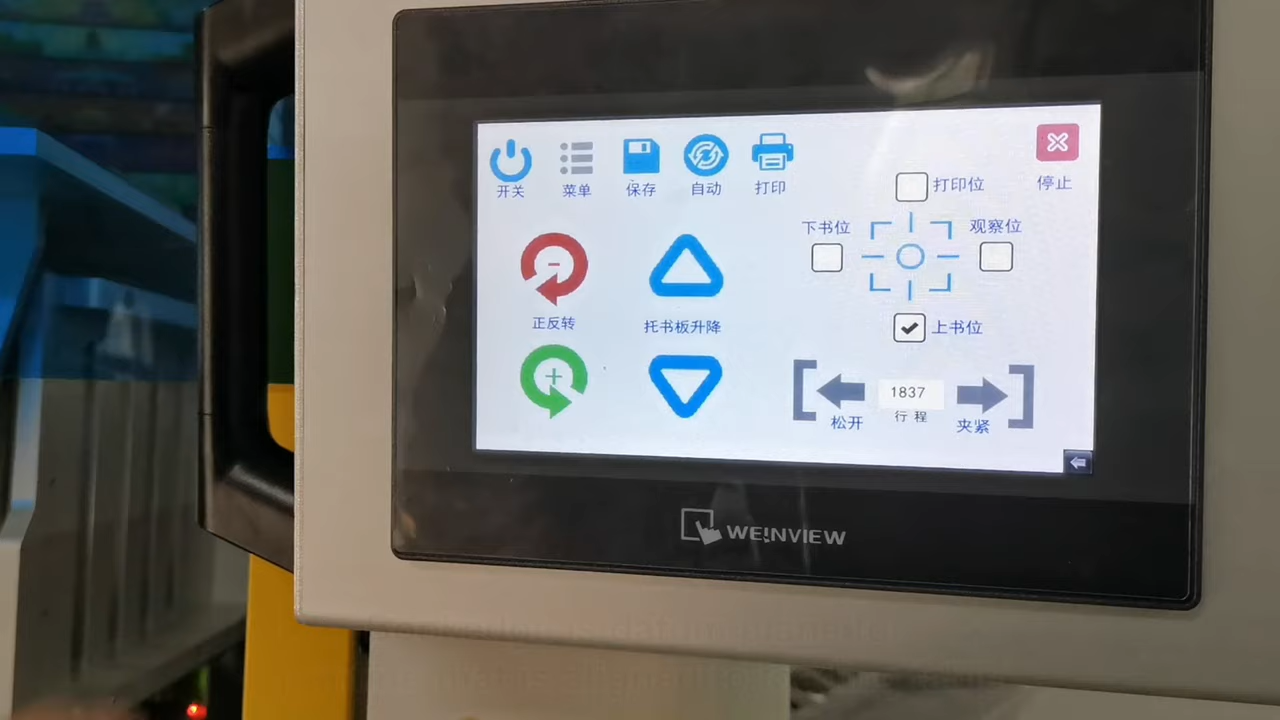 开关
菜单
保存
自动
打印
停止
打印位
下书位
观察位
上书位
正反转
托书板升降
1837
行程
松开
夹紧
WEINVIEW